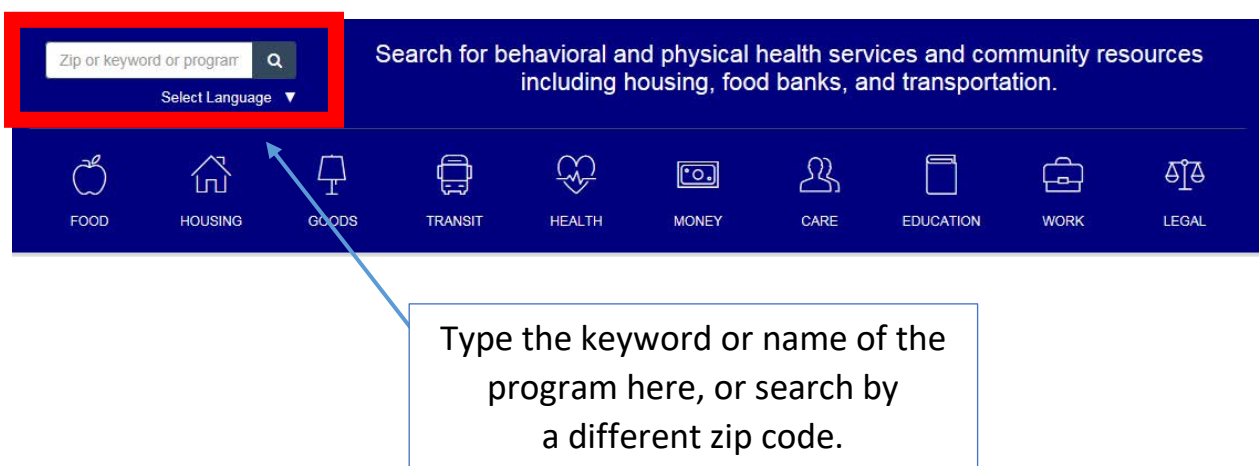 Zip or keyword or program
Select Language ▼
Search for behavioral and physical health services and community resources
including housing, food banks, and transportation.
FOOD HOUSING GOODS TRANSIT HEALTH MONEY CARE EDUCATION WORK LEGAL
Type the keyword or name of the
program here, or search by
a different zip code.